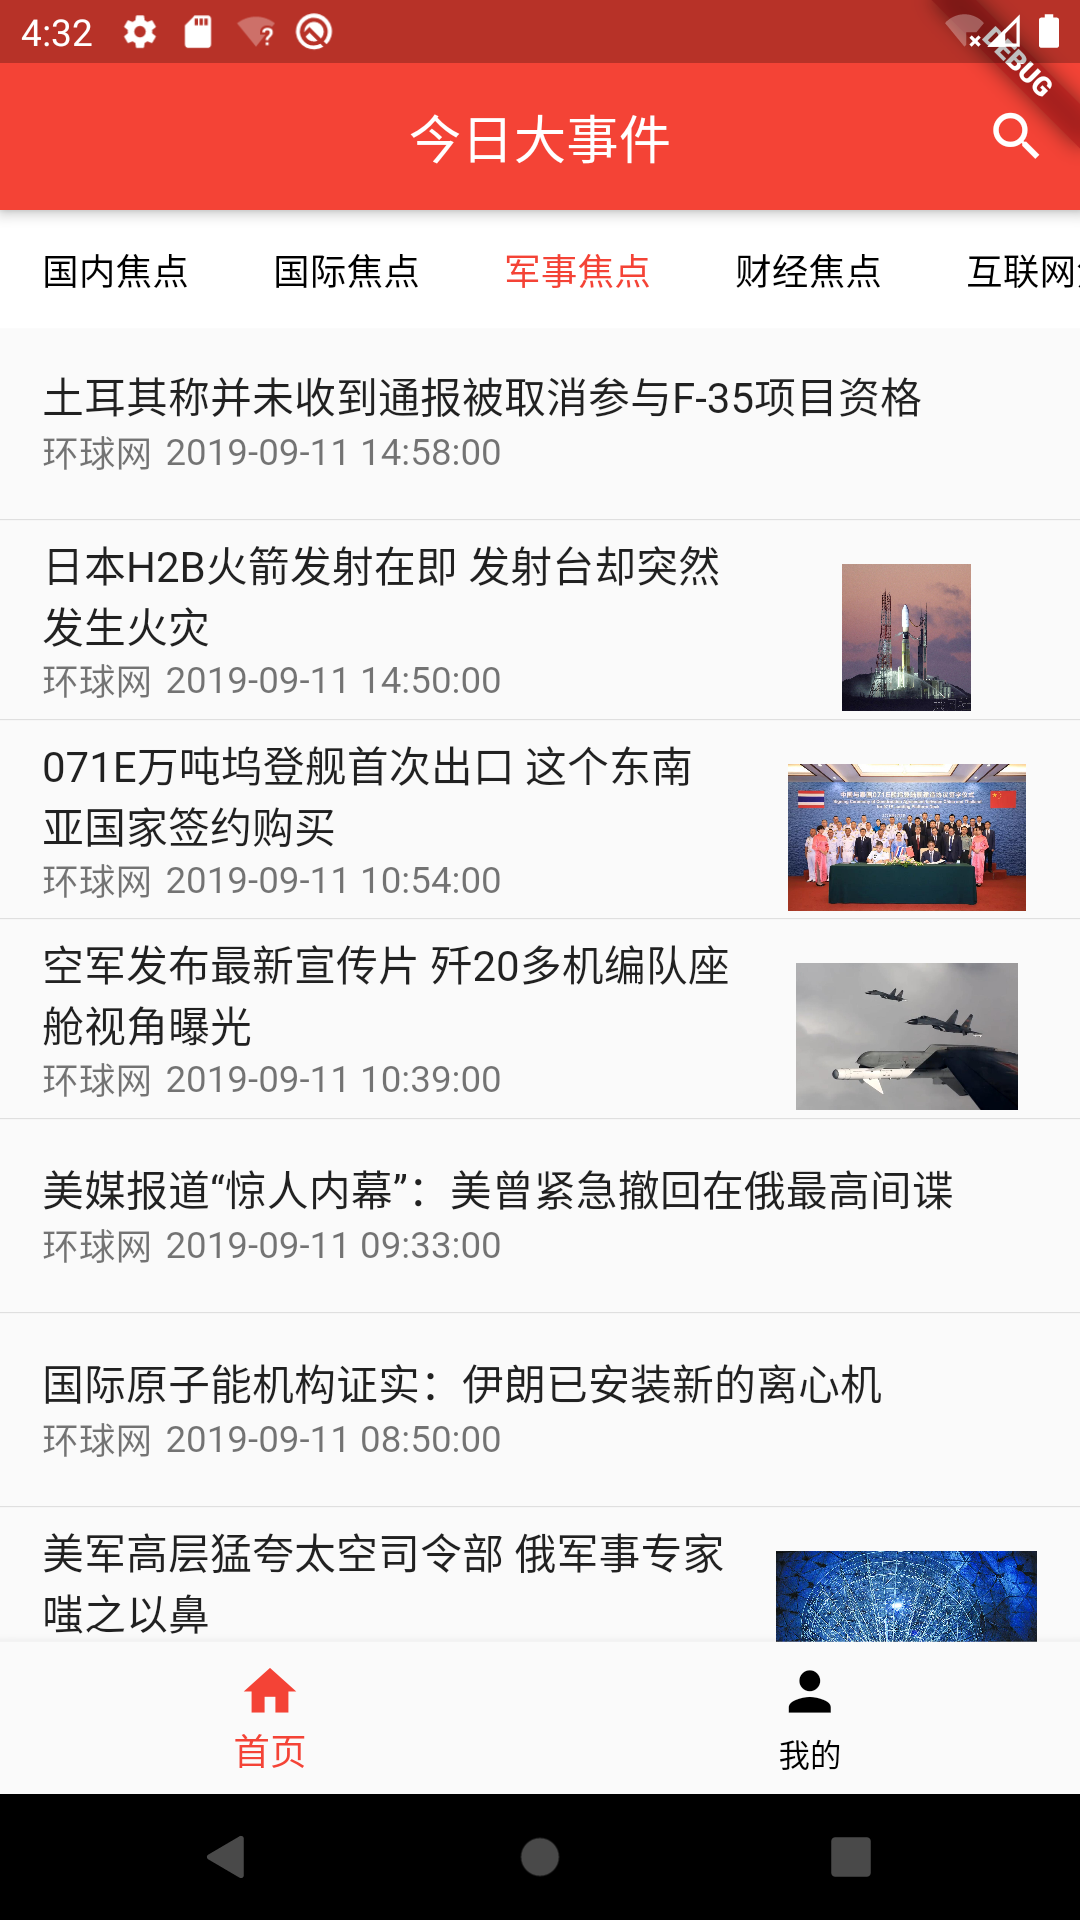 4:32
DEBUG
今日大事件
国内焦点 国际焦点 军事焦点 财经焦点 互联网
土耳其称并未收到通报被取消参与F-35项目资格
环球网 2019-09-11 14:58:00
日本H2B火箭发射在即 发射台却突然
发生火灾
环球网 2019-09-11 14:50:00
071E万吨坞登舰首次出口 这个东南
亚国家签约购买
环球网 2019-09-11 10:54:00
空军发布最新宣传片 歼20多机编队座
舱视角曝光
环球网 2019-09-11 10:39:00
美媒报道“惊人内幕”：美曾紧急撤回在俄最高间谍
环球网 2019-09-11 09:33:00
国际原子能机构证实：伊朗已安装新的离心机
环球网 2019-09-11 08:50:00
美军高层猛夸太空司令部 俄军事专家
嗤之以鼻
首页 我的